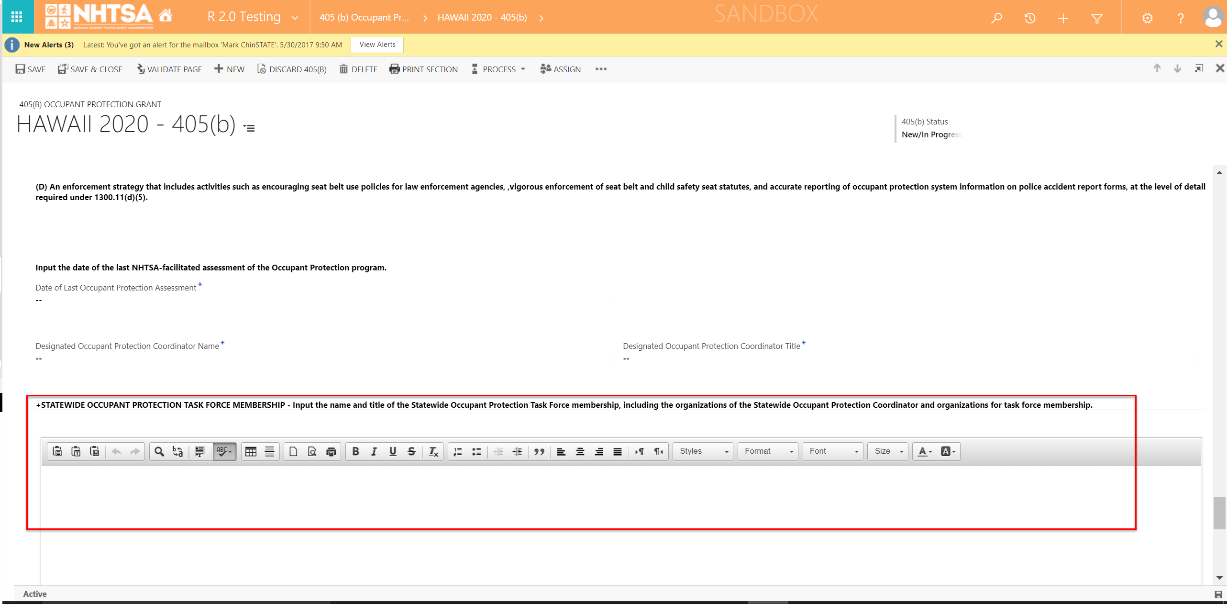 NHTSA R 2.0 Testing 405 (b) Occupant Pr... HAWAII 2020 - 405(b) SANDBOX
New Alerts (3) Latest: You've got an alert for the mailbox 'Mark ChinSTATE'. 5/30/2017 9:50 AM View Alerts
SAVE SAVE & CLOSE VALIDATE PAGE NEW DISCARD 405(B) DELETE PRINT SECTION PROCESS ASSIGN
405(B) OCCUPANT PROTECTION GRANT
HAWAII 2020 - 405(b)
405(b) Status
New/In Progress
(D) An enforcement strategy that includes activities such as encouraging seat belt use policies for law enforcement agencies, ,vigorous enforcement of seat belt and child safety seat statutes, and accurate reporting of occupant protection system information on police accident report forms, at the level of detail
required under 1300.11(d)(5).
Input the date of the last NHTSA-facilitated assessment of the Occupant Protection program.
Date of Last Occupant Protection Assessment *
--
Designated Occupant Protection Coordinator Name + Designated Occupant Protection Coordinator Title *
-- --
+STATEWIDE OCCUPANT PROTECTION TASK FORCE MEMBERSHIP - Input the name and title of the Statewide Occupant Protection Task Force membership, including the organizations of the Statewide Occupant Protection Coordinator and organizations for task force membership.
B I U S Tx Styles Format Font Size A A
Active